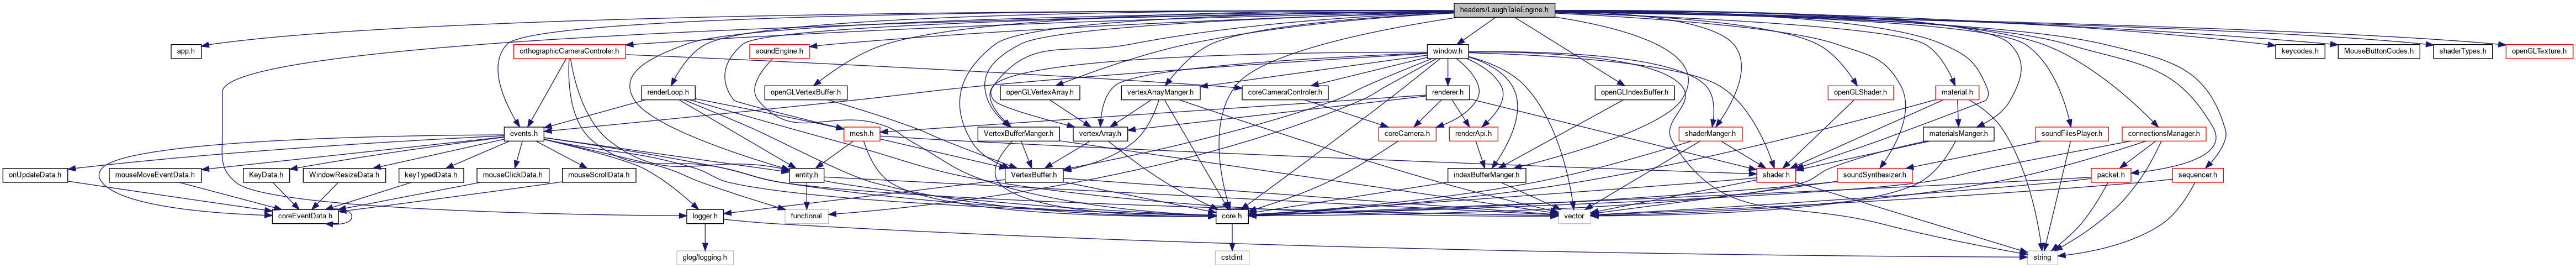 headers/LaughTaleEngine.h
app.h
orthographicCameraControler.h
soundEngine.h
window.h
keycodes.h
MouseButtonCodes.h
shaderTypes.h
openGLTexture.h
renderLoop.h
openGLVertexBuffer.h
openGLVertexArray.h
vertexArrayManger.h
coreCameraControler.h
renderer.h
openGLIndexBuffer.h
openGLShader.h
material.h
events.h
mesh.h
VertexBufferManger.h
vertexArray.h
coreCamera.h
renderApi.h
shaderManger.h
materialsManger.h
soundFilesPlayer.h
connectionsManager.h
onUpdateData.h
mouseMoveEventData.h
KeyData.h
WindowResizeData.h
keyTypedData.h
mouseClickData.h
mouseScrollData.h
entity.h
VertexBuffer.h
indexBufferManger.h
shader.h
soundSynthesizer.h
packet.h
sequencer.h
coreEventData.h
logger.h
functional
core.h
vector
glog/logging.h
cstdint
string